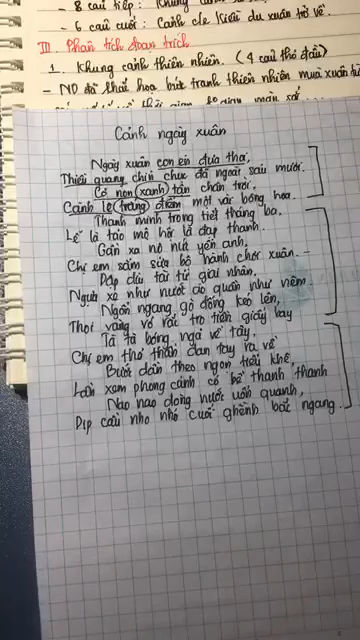 - 8 câu tiếp: Khung cảnh
- 6 câu cuối: Cảnh chị em Kiều du xuân trở về.
III. Phân tích đoạn trích
1. Khung cảnh thiên nhiên. (4 câu thơ đầu)
- ND đã khắc họa bức tranh thiên nhiên mùa xuân
Cảnh ngày xuân
Ngày xuân con én đưa thoi,
Thiều quang chín chục đã ngoài sáu mươi.
Cỏ non (xanh) tận chân trời,
Cành lê (trắng) điểm một vài bông hoa.
Thanh minh trong tiết tháng ba,
Lễ là tảo mộ hội là đạp thanh.
Gần xa nô nức yến anh,
Chị em sắm sửa bộ hành chơi xuân.
Dập dìu tài tử giai nhân,
Ngựa xe như nước áo quần như nêm.
Ngổn ngang gò đống kéo lên,
Thoi vàng vó rắc tro tiền giấy bay
Tà tà bóng ngả về tây,
Chị em thơ thẩn dan tay ra về
Bước dần theo ngọn tiểu khê,
Lần xem phong cảnh có bề thanh thanh
Nao nao dòng nước uốn quanh,
Dịp cầu nho nhỏ cuối ghềnh bắc ngang.